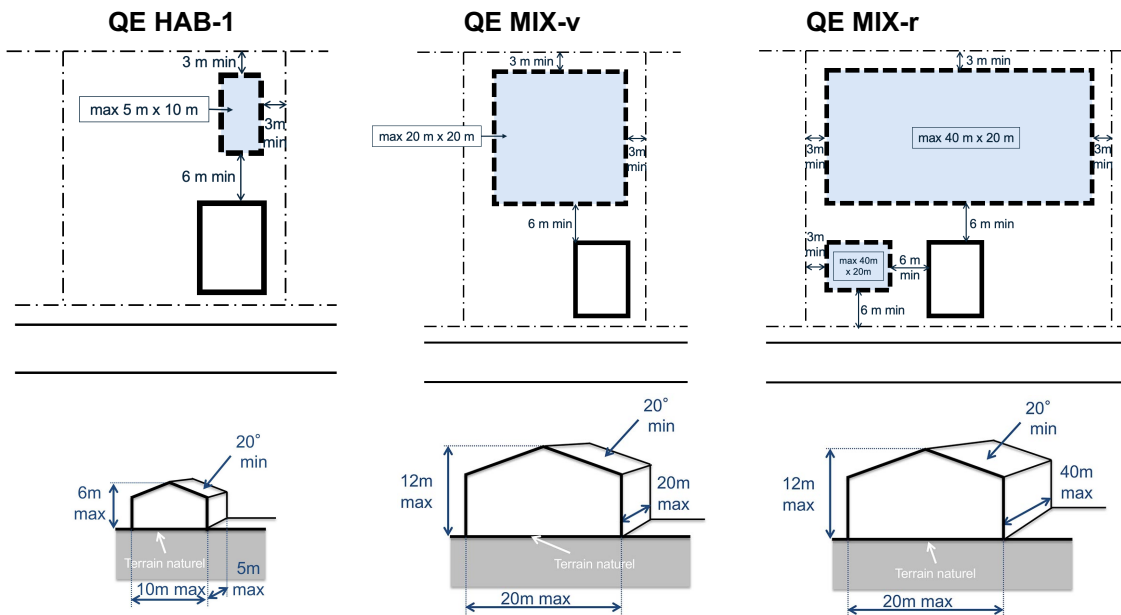 QE HAB-1
QE MIX-v
QE MIX-r
3 m min
max 5 m x 10 m
3m
min
6 m min
3 m min
max 20 m x 20 m
3m
min
6 m min
3 m min
max 40 m x 20 m
3m
min
3m
min
6 m min
3m
min
max 40m
x 20m
6 m
min
6 m min
20°
min
6m
max
Terrain naturel
10m max
5m
max
20°
min
12m
max
20m
max
Terrain naturel
20m max
20°
min
12m
max
40m
max
Terrain naturel
20m max